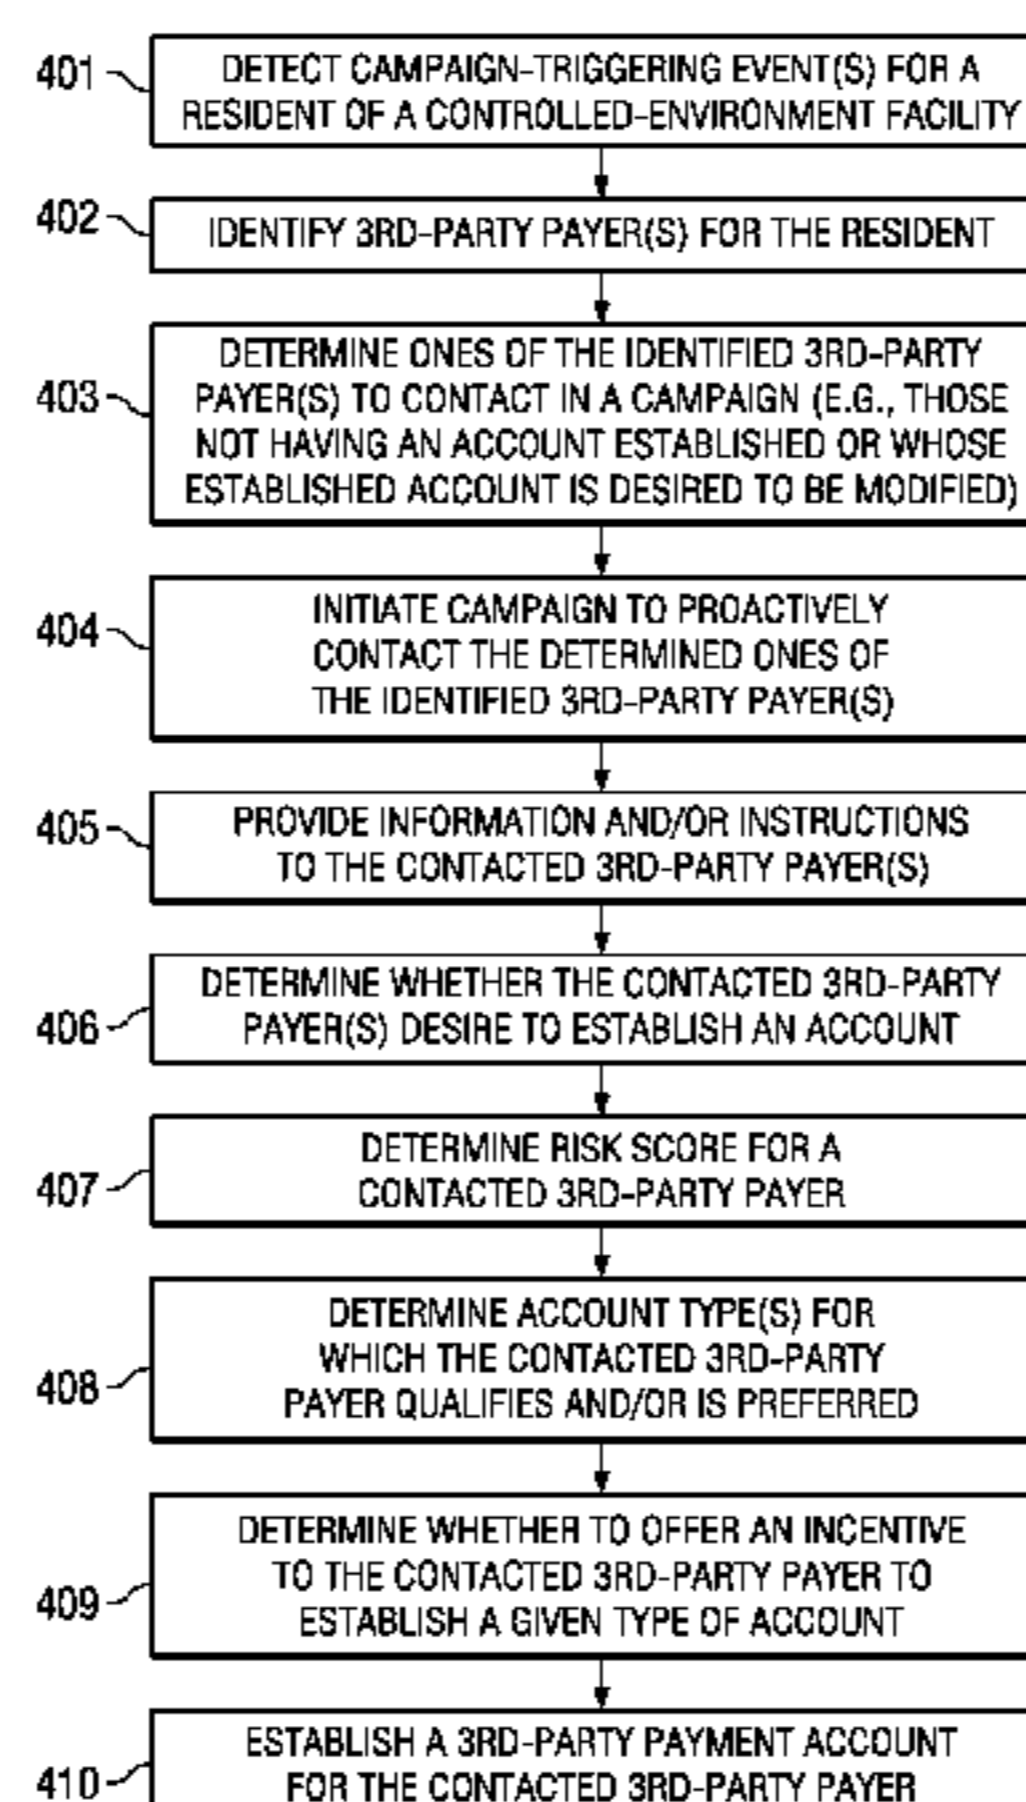 401
DETECT CAMPAIGN-TRIGGERING EVENT(S) FOR A
RESIDENT OF A CONTROLLED-ENVIRONMENT FACILITY
402
IDENTIFY 3RD-PARTY PAYER(S) FOR THE RESIDENT
403
DETERMINE ONES OF THE IDENTIFIED 3RD-PARTY
PAYER(S) TO CONTACT IN A CAMPAIGN (E.G., THOSE
NOT HAVING AN ACCOUNT ESTABLISHED OR WHOSE
ESTABLISHED ACCOUNT IS DESIRED TO BE MODIFIED)
404
INITIATE CAMPAIGN TO PROACTIVELY
CONTACT THE DETERMINED ONES OF
THE IDENTIFIED 3RD-PARTY PAYER(S)
405
PROVIDE INFORMATION AND/OR INSTRUCTIONS
TO THE CONTACTED 3RD-PARTY PAYER(S)
406
DETERMINE WHETHER THE CONTACTED 3RD-PARTY
PAYER(S) DESIRE TO ESTABLISH AN ACCOUNT
407
DETERMINE RISK SCORE FOR A
CONTACTED 3RD-PARTY PAYER
408
DETERMINE ACCOUNT TYPE(S) FOR
WHICH THE CONTACTED 3RD-PARTY
PAYER QUALIFIES AND/OR IS PREFERRED
409
DETERMINE WHETHER TO OFFER AN INCENTIVE
TO THE CONTACTED 3RD-PARTY PAYER TO
ESTABLISH A GIVEN TYPE OF ACCOUNT
410
ESTABLISH A 3RD-PARTY PAYMENT ACCOUNT
FOR THE CONTACTED 3RD-PARTY PAYER